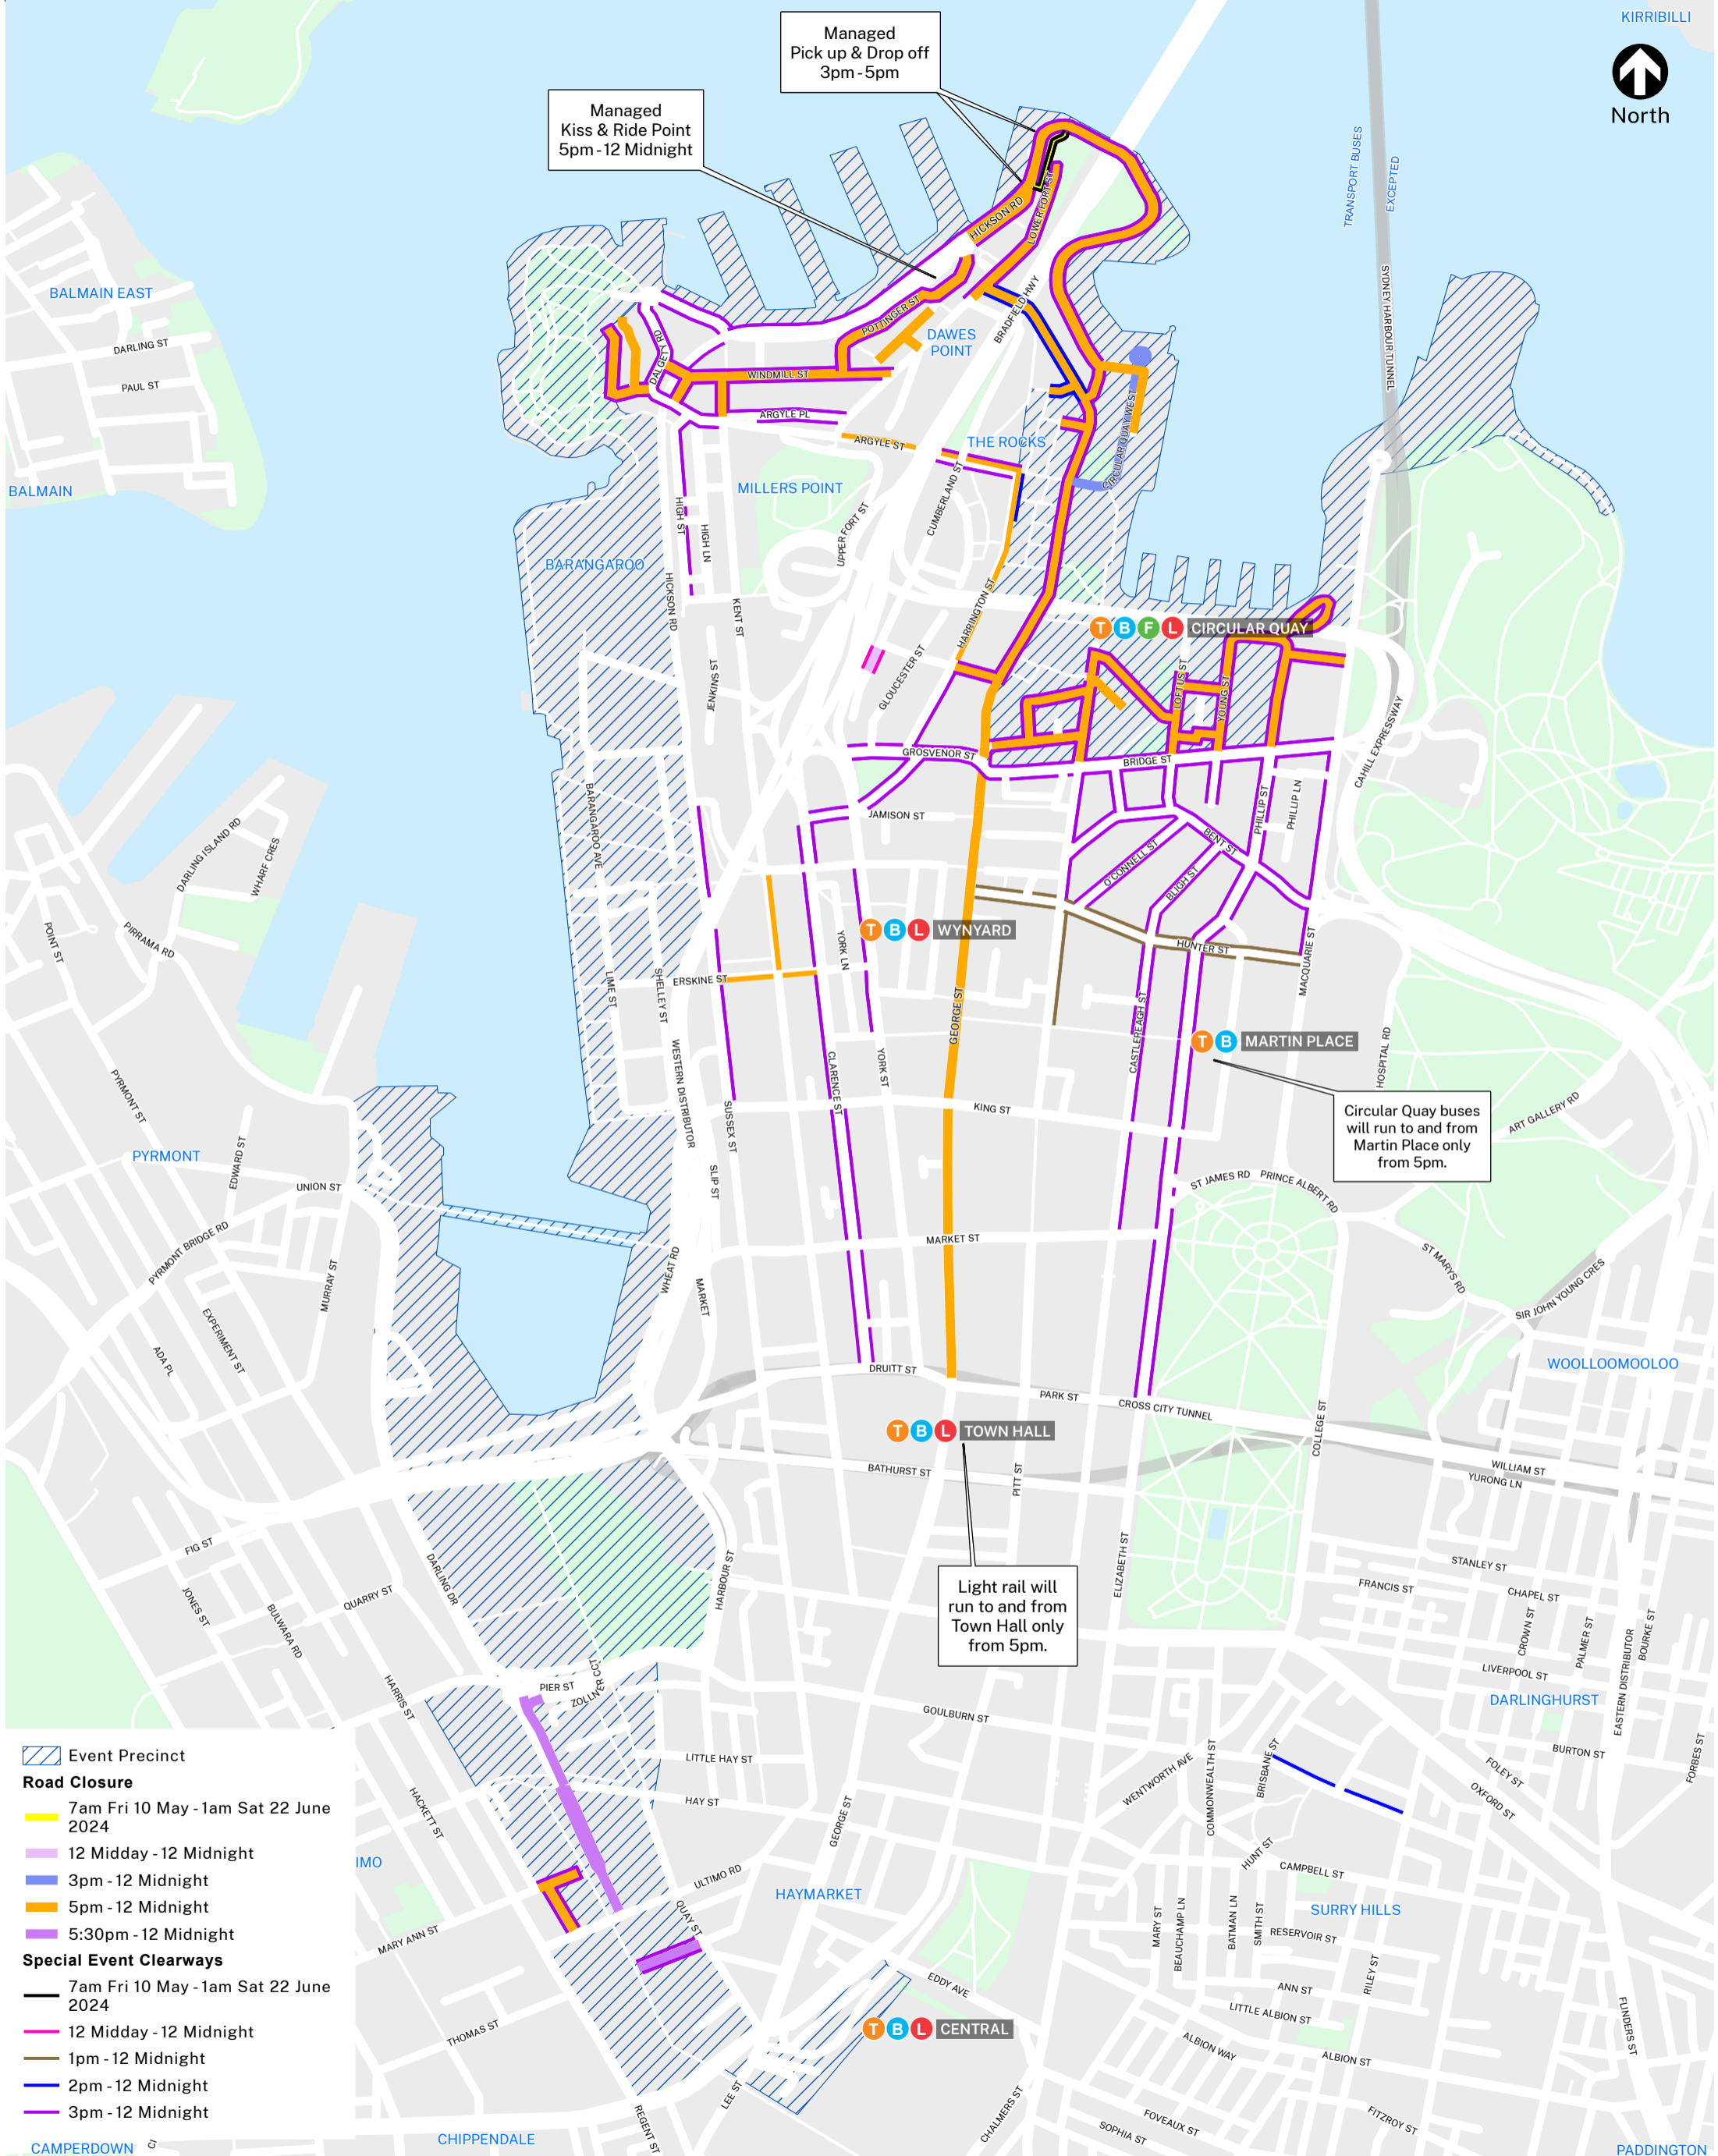 KIRRIBILLI
North
Managed
Pick up & Drop off
3pm - 5pm
Managed
Kiss & Ride Point
5pm - 12 Midnight
TRANSPORT BUSES
EXCEPTED
SYDNEY HARBOUR TUNNEL
HICKSON RD
LOWER FORT ST
BRADFIELD HWY
POTTINGER ST
DAWES
POINT
BALMAIN EAST
DARLING ST
PAUL ST
BALMAIN
DALGETY RD
WINDMILL ST
ARGYLE PL
ARGYLE ST
THE ROCKS
CIRCULAR QUAY WEST
MILLERS POINT
CUMBERLAND ST
UPPER FORT ST
HIGH ST
HIGH LN
BARANGAROO
HICKSON RD
KENT ST
HARRINGTON ST
T B F L CIRCULAR QUAY
GLOUCESTER ST
JENKINS ST
LOFTUS ST
YOUNG ST
CAHILL EXPRESSWAY
GROSVENOR ST
BRIDGE ST
BARANGAROO AVE
JAMISON ST
PHILLIP ST
PHILLIP LN
BENT ST
O'CONNELL ST
BLIGH ST
DARLING ISLAND RD
WHARF CRES
POINT ST
PIRRAMA RD
T B L WYNYARD
YORK LN
HUNTER ST
MACQUARIE ST
ERSKINE ST
LIME ST
SHELLEY ST
GEORGE ST
CASTLEREAGH ST
T B MARTIN PLACE
HOSPITAL RD
WESTERN DISTRIBUTOR
CLARENCE ST
YORK ST
PYRMONT ST
SUSSEX ST
KING ST
Circular Quay buses
will run to and from
Martin Place only
from 5pm.
ART GALLERY RD
PYRMONT
EDWARD ST
UNION ST
SLIP ST
ST JAMES RD
PRINCE ALBERT RD
PYRMONT BRIDGE RD
MURRAY ST
WHEAT RD
MARKET
MARKET ST
ST MARYS RD
SIR JOHN YOUNG CRES
EXPERIMENT ST
ADA PL
DRUITT ST
WOOLLOOMOOLOO
PARK ST
CROSS CITY TUNNEL
COLLEGE ST
T B L TOWN HALL
BATHURST ST
PITT ST
WILLIAM ST
YURONG LN
FIG ST
JONES ST
BULWARA RD
QUARRY ST
DARLING DR
HARBOUR ST
ELIZABETH ST
Light rail will
run to and from
Town Hall only
from 5pm.
STANLEY ST
FRANCIS ST
CHAPEL ST
CROWN ST
PALMER ST
BOURKE ST
EASTERN DISTRIBUTOR
LIVERPOOL ST
DARLINGHURST
HARRIS ST
PIER ST
ZOLLNER CCT
GOULBURN ST
LITTLE HAY ST
HAY ST
WENTWORTH AVE
COMMONWEALTH ST
BRISBANE ST
BURTON ST
FOLEY ST
OXFORD ST
FORBES ST
HACKETT ST
GEORGE ST
HUNT ST
CAMPBELL ST
IMO
ULTIMO RD
HAYMARKET
QUAY ST
SURRY HILLS
MARY ANN ST
MARY ST
BEAUCHAMP LN
BATMAN LN
SMITH ST
RESERVOIR ST
RILEY ST
EDDY AVE
ANN ST
LITTLE ALBION ST
T B L CENTRAL
THOMAS ST
ALBION WAY
ALBION ST
FLINDERS ST
LEE ST
REGENT ST
CHALMERS ST
SOPHIA ST
FOVEAUX ST
FITZROY ST
CHIPPENDALE
CAMPERDOWN
PADDINGTON
Event Precinct
Road Closure
7am Fri 10 May - 1am Sat 22 June
2024
12 Midday - 12 Midnight
3pm - 12 Midnight
5pm - 12 Midnight
5:30pm - 12 Midnight
Special Event Clearways
7am Fri 10 May - 1am Sat 22 June
2024
12 Midday - 12 Midnight
1pm - 12 Midnight
2pm - 12 Midnight
3pm - 12 Midnight